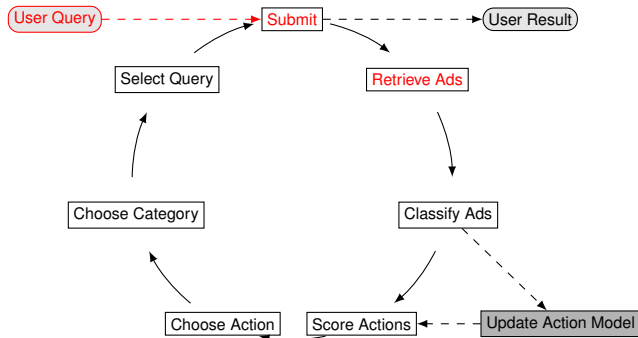 User Query
Submit
User Result
Select Query
Retrieve Ads
Choose Category
Classify Ads
Choose Action
Score Actions
Update Action Model